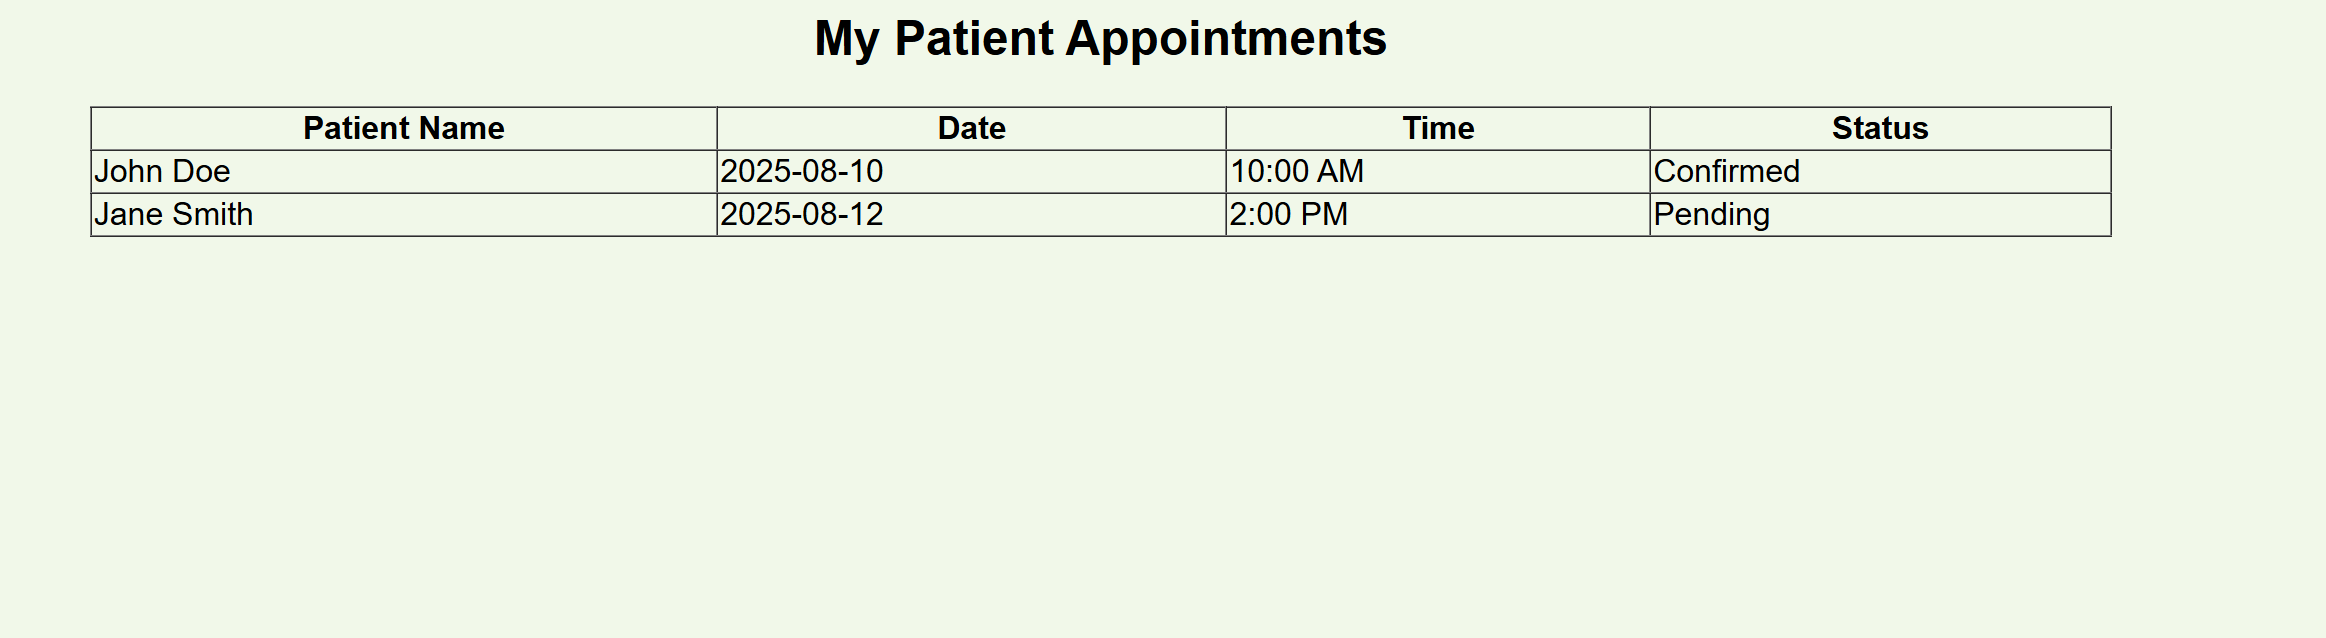 My Patient Appointments
Patient Name Date Time Status
John Doe 2025-08-10 10:00 AM Confirmed
Jane Smith 2025-08-12 2:00 PM Pending